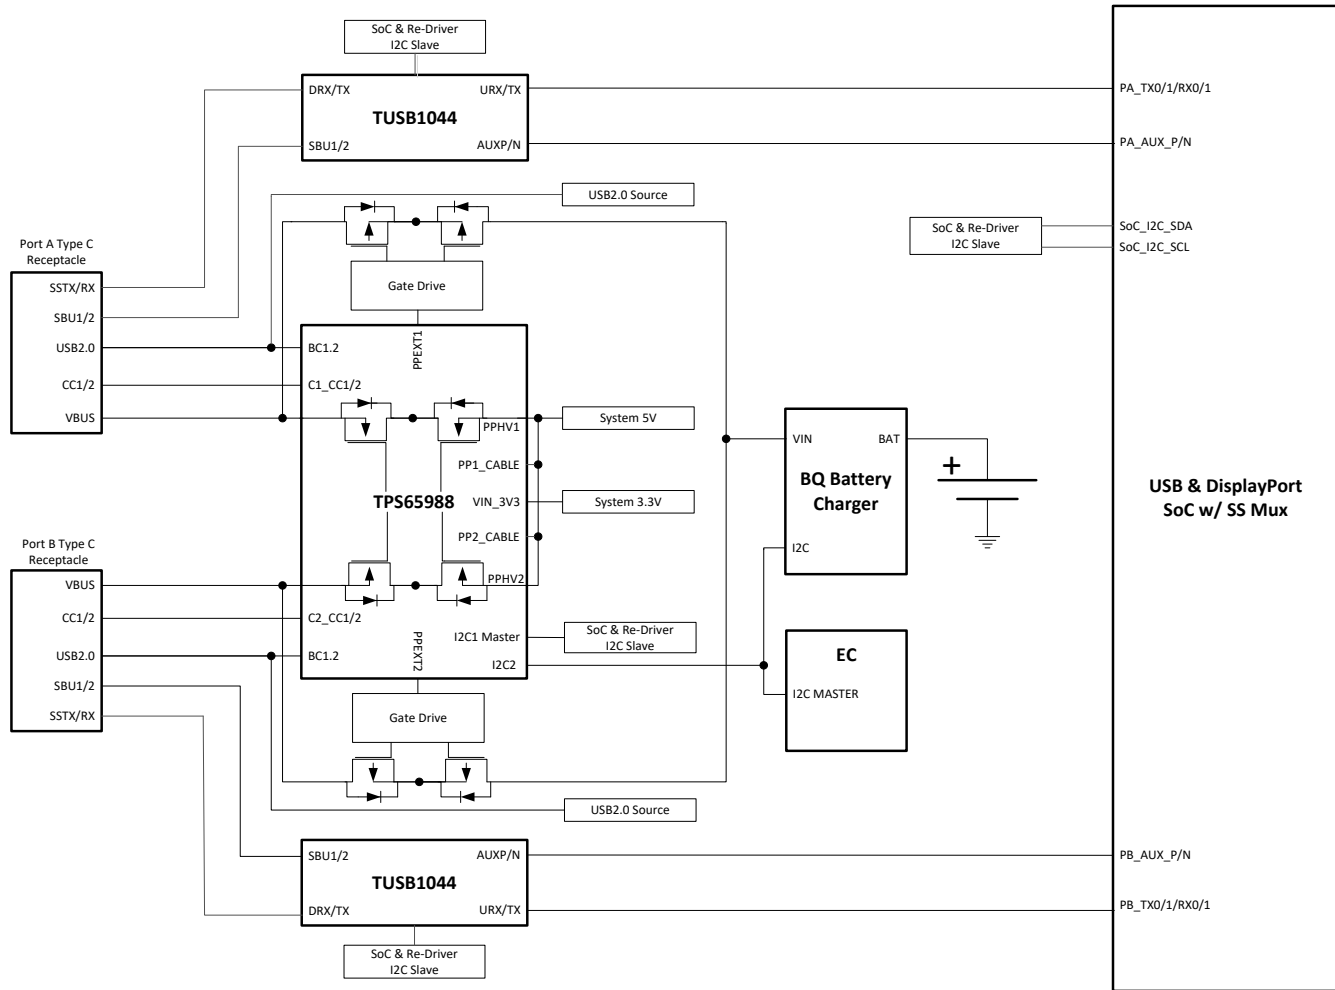 SoC & Re-Driver
I2C Slave
DRX/TX
URX/TX
TUSB1044
SBU1/2
AUXP/N
PA_TX0/1/RX0/1
PA_AUX_P/N
USB2.0 Source
SoC & Re-Driver
I2C Slave
SoC_I2C_SDA
SoC_I2C_SCL
Port A Type C
Receptacle
SSTX/RX
SBU1/2
USB2.0
CC1/2
VBUS
Gate Drive
PPEXT1
BC1.2
C1_CC1/2
PPHV1
System 5V
PP1_CABLE
TPS65988
VIN_3V3
System 3.3V
PP2_CABLE
PPHV2
C2_CC1/2
I2C1 Master
SoC & Re-Driver
I2C Slave
BC1.2
PPEXT2
I2C2
VIN
BAT
BQ Battery
Charger
I2C
+
EC
I2C MASTER
USB & DisplayPort
SoC w/ SS Mux
Port B Type C
Receptacle
VBUS
CC1/2
USB2.0
SBU1/2
SSTX/RX
Gate Drive
USB2.0 Source
SBU1/2
AUXP/N
TUSB1044
DRX/TX
URX/TX
PB_AUX_P/N
PB_TX0/1/RX0/1
SoC & Re-Driver
I2C Slave